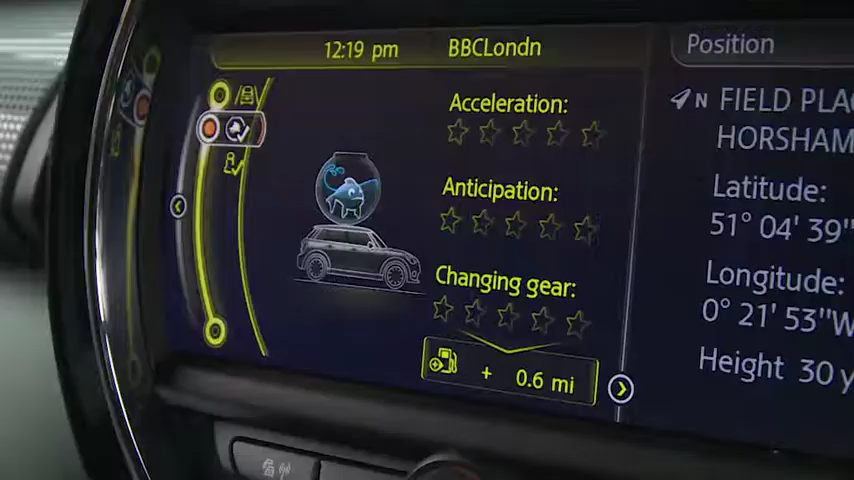 12:19 pm BBCLondn
Acceleration:
Anticipation:
Changing gear:
+ 0.6 mi
Position
N FIELD
HORSHAM
Latitude:
51° 04' 39"
Longitude:
0° 21' 53"W
Height 30